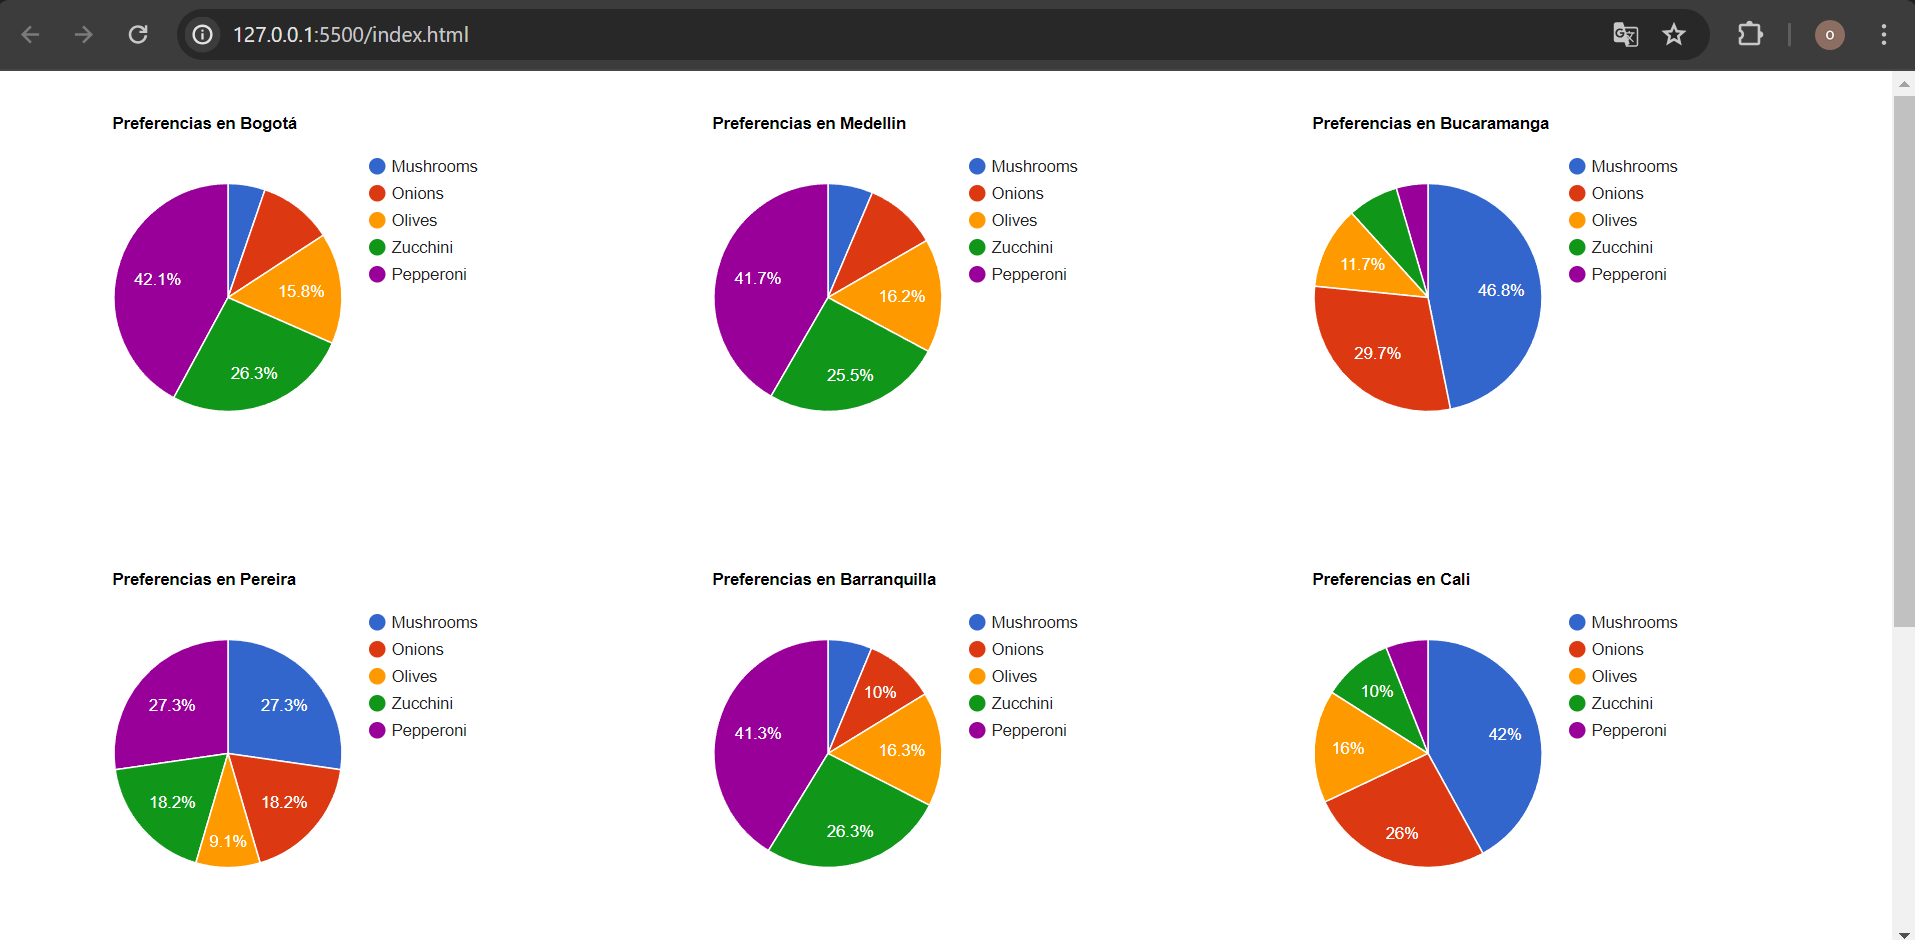 127.0.0.1:5500/index.html
o
Preferencias en Bogotá
Mushrooms
Onions
Olives
Zucchini
Pepperoni
42.1%
15.8%
26.3%
Preferencias en Medellin
Mushrooms
Onions
Olives
Zucchini
Pepperoni
41.7%
16.2%
25.5%
Preferencias en Bucaramanga
Mushrooms
Onions
Olives
Zucchini
Pepperoni
11.7%
46.8%
29.7%
Preferencias en Pereira
Mushrooms
Onions
Olives
Zucchini
Pepperoni
27.3%
27.3%
18.2%
18.2%
9.1%
Preferencias en Barranquilla
Mushrooms
Onions
Olives
Zucchini
Pepperoni
10%
41.3%
16.3%
26.3%
Preferencias en Cali
Mushrooms
Onions
Olives
Zucchini
Pepperoni
10%
42%
16%
26%